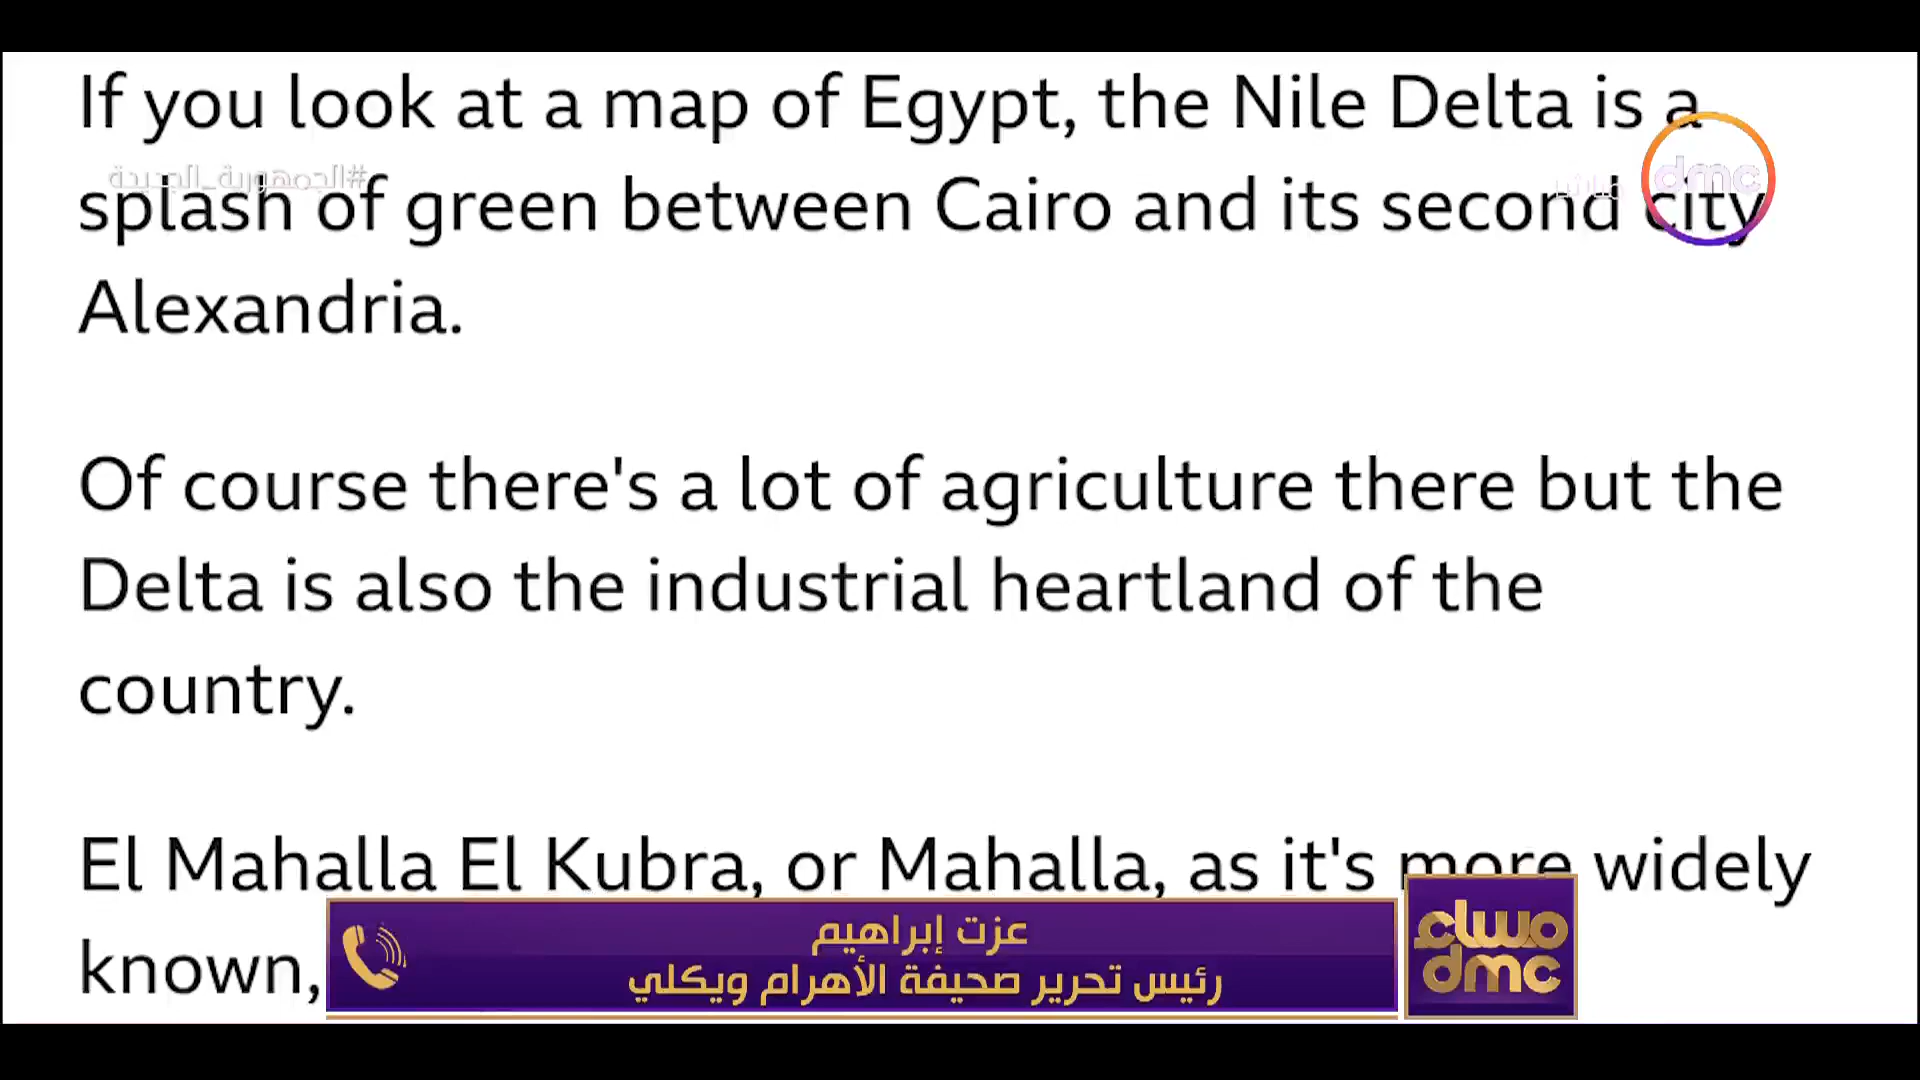 If you look at a map of Egypt, the Nile Delta is a
#الجمهورية_الجديدة
مباشر
dmc
splash of green between Cairo and its second city
Alexandria.
Of course there's a lot of agriculture there but the
Delta is also the industrial heartland of the
country.
El Mahalla El Kubra, or Mahalla, as it's more widely
known,
عزت إبراهيم
رئيس تحرير صحيفة الأهرام ويكلي
مساء
dmc